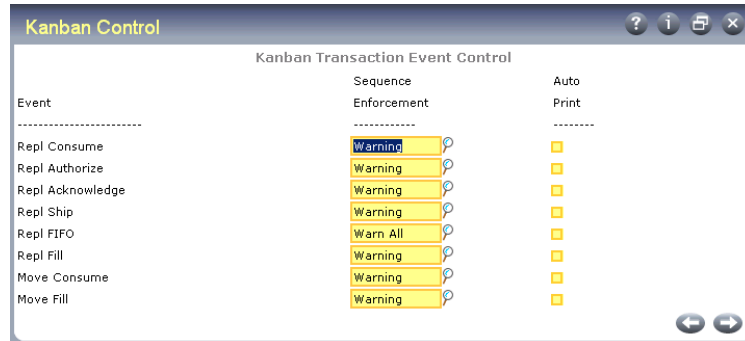 Kanban Control
? i
Kanban Transaction Event Control
Sequence Auto
Event Enforcement Print
----------------------- ----------- --------
Repl Consume Warning
Repl Authorize Warning
Repl Acknowledge Warning
Repl Ship Warning
Repl FIFO Warn All
Repl Fill Warning
Move Consume Warning
Move Fill Warning